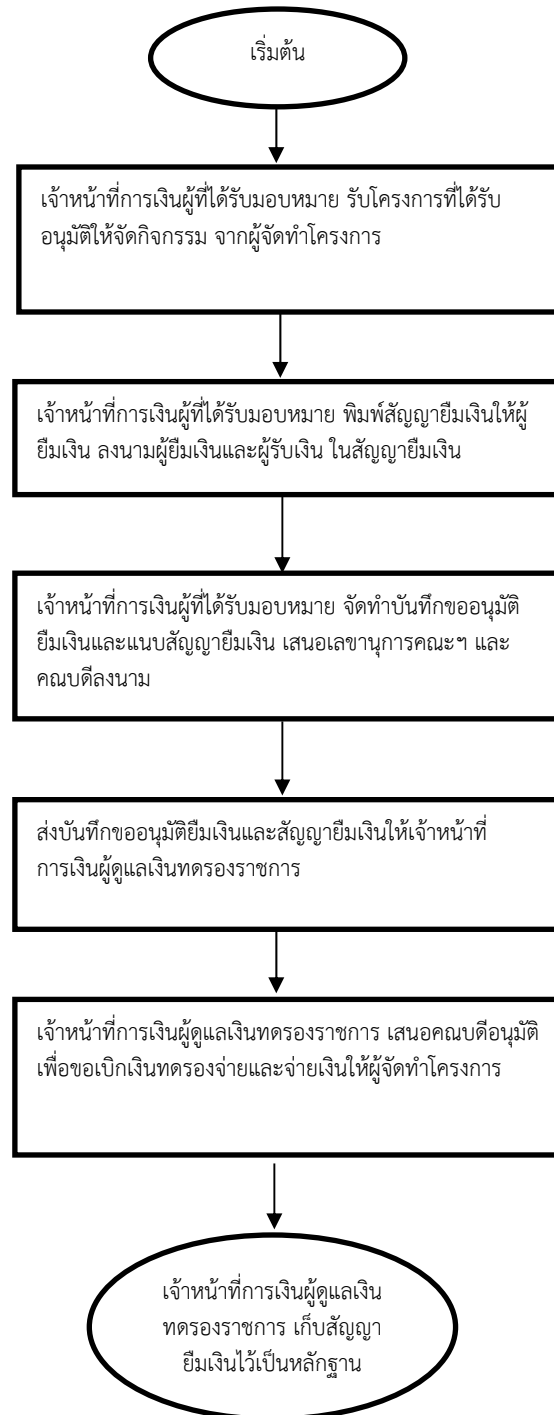 เริ่มต้น
เจ้าหน้าที่การเงินผู้ที่ได้รับมอบหมาย รับโครงการที่ได้รับ
อนุมัติให้จัดกิจกรรม จากผู้จัดทำโครงการ
เจ้าหน้าที่การเงินผู้ที่ได้รับมอบหมาย พิมพ์สัญญายืมเงินให้ผู้
ยืมเงิน ลงนามผู้ยืมเงินและผู้รับเงิน ในสัญญายืมเงิน
เจ้าหน้าที่การเงินผู้ที่ได้รับมอบหมาย จัดทำบันทึกขออนุมัติ
ยืมเงินและแนบสัญญายืมเงิน เสนอเลขานุการคณะฯ และ
คณบดีลงนาม
ส่งบันทึกขออนุมัติยืมเงินและสัญญายืมเงินให้เจ้าหน้าที่
การเงินผู้ดูแลเงินทดรองราชการ
เจ้าหน้าที่การเงินผู้ดูแลเงินทดรองราชการ เสนอคณบดีอนุมัติ
เพื่อขอเบิกเงินทดรองจ่ายและจ่ายเงินให้ผู้จัดทำโครงการ
เจ้าหน้าที่การเงินผู้ดูแลเงิน
ทดรองราชการ เก็บสัญญา
ยืมเงินไว้เป็นหลักฐาน